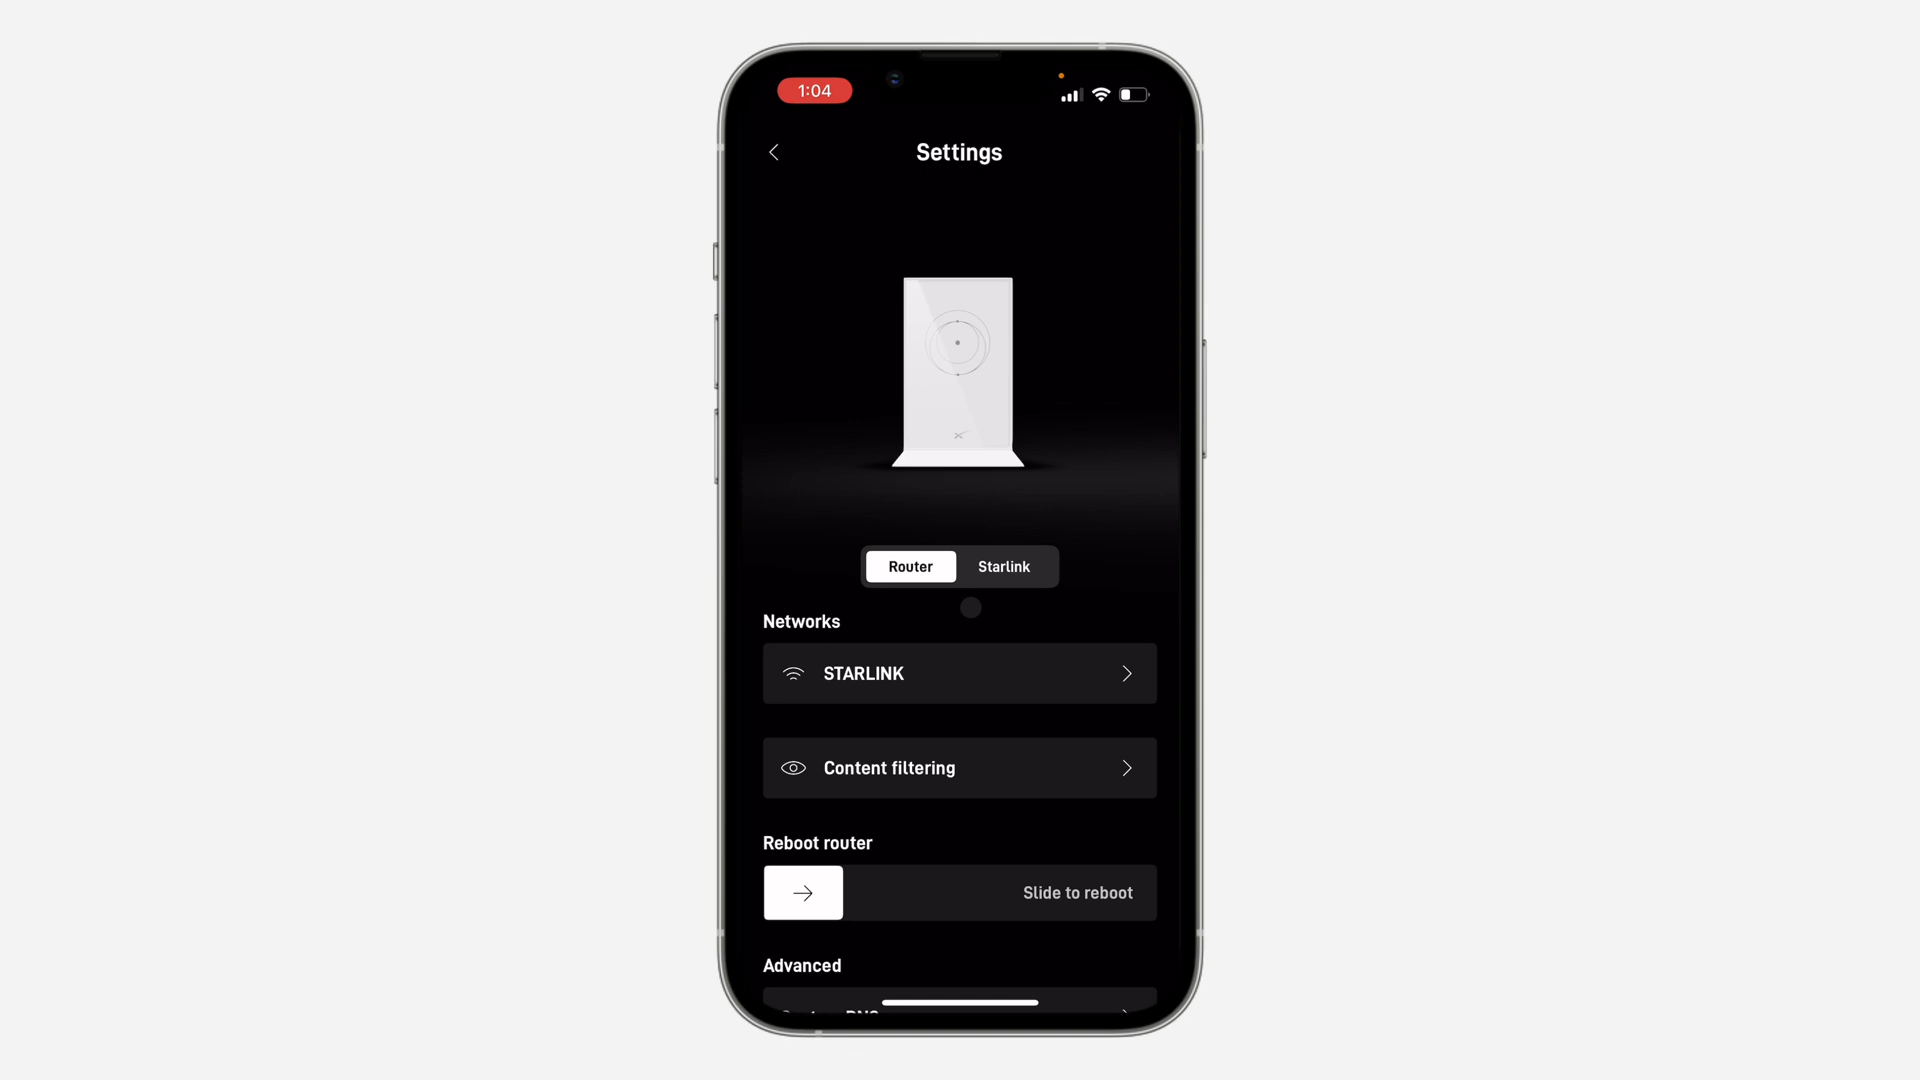 1:04
Settings
Router
Starlink
Networks
STARLINK
Content filtering
Reboot router
Slide to reboot
Advanced